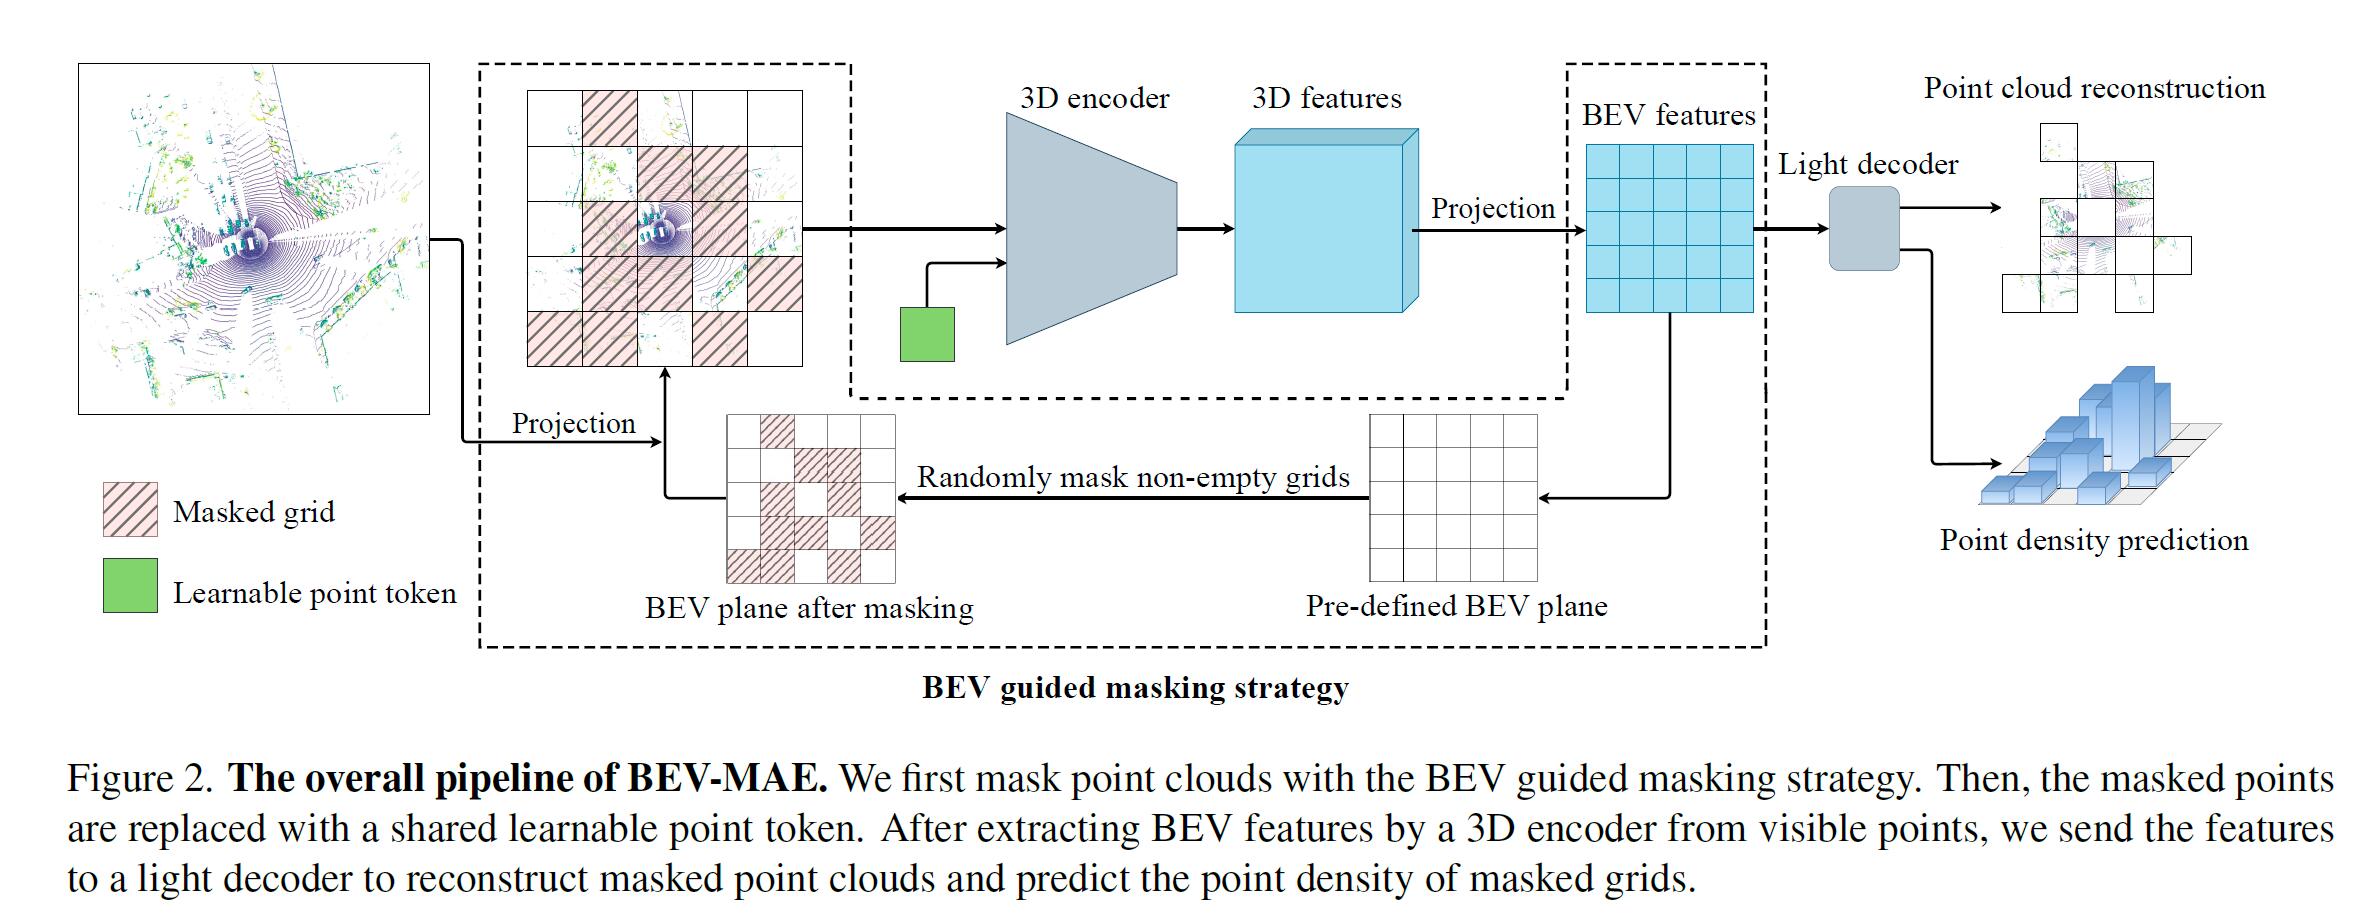 3D encoder
3D features
BEV features
Point cloud reconstruction
Light decoder
Projection
Projection
Randomly mask non-empty grids
Masked grid
Learnable point token
BEV plane after masking
Pre-defined BEV plane
Point density prediction
BEV guided masking strategy
Figure 2. The overall pipeline of BEV-MAE. We first mask point clouds with the BEV guided masking strategy. Then, the masked points
are replaced with a shared learnable point token. After extracting BEV features by a 3D encoder from visible points, we send the features
to a light decoder to reconstruct masked point clouds and predict the point density of masked grids.